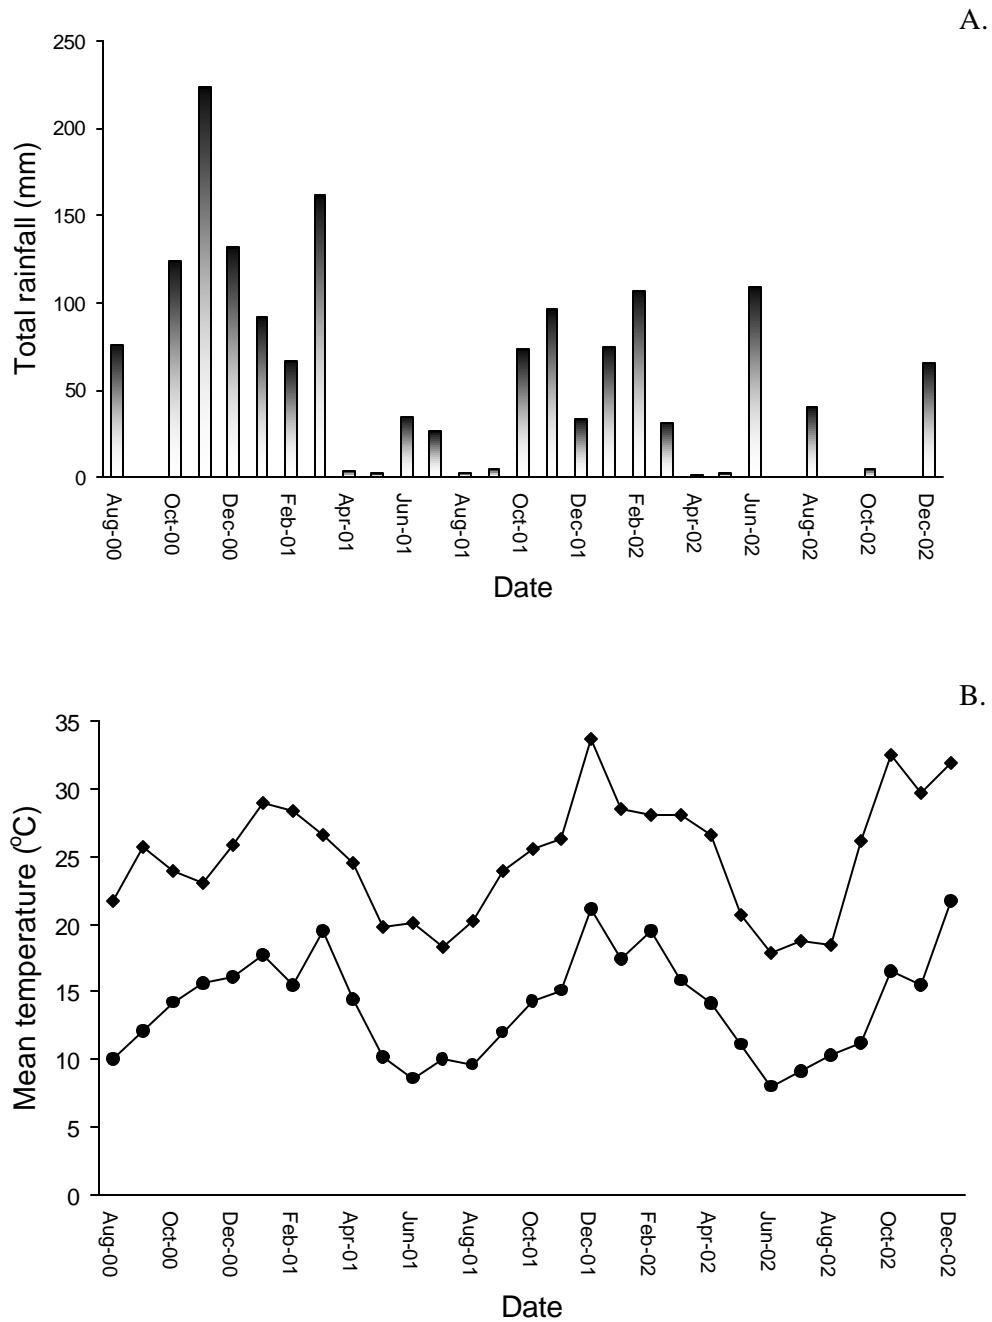 A.
250
200
150
100
50
0
Total rainfall (mm)
Aug-00
Oct-00
Dec-00
Feb-01
Apr-01
Jun-01
Aug-01
Oct-01
Dec-01
Feb-02
Apr-02
Jun-02
Aug-02
Oct-02
Dec-02
Date
B.
35
30
25
20
15
10
5
0
Mean temperature (°C)
Aug-00
Oct-00
Dec-00
Feb-01
Apr-01
Jun-01
Aug-01
Oct-01
Dec-01
Feb-02
Apr-02
Jun-02
Aug-02
Oct-02
Dec-02
Date